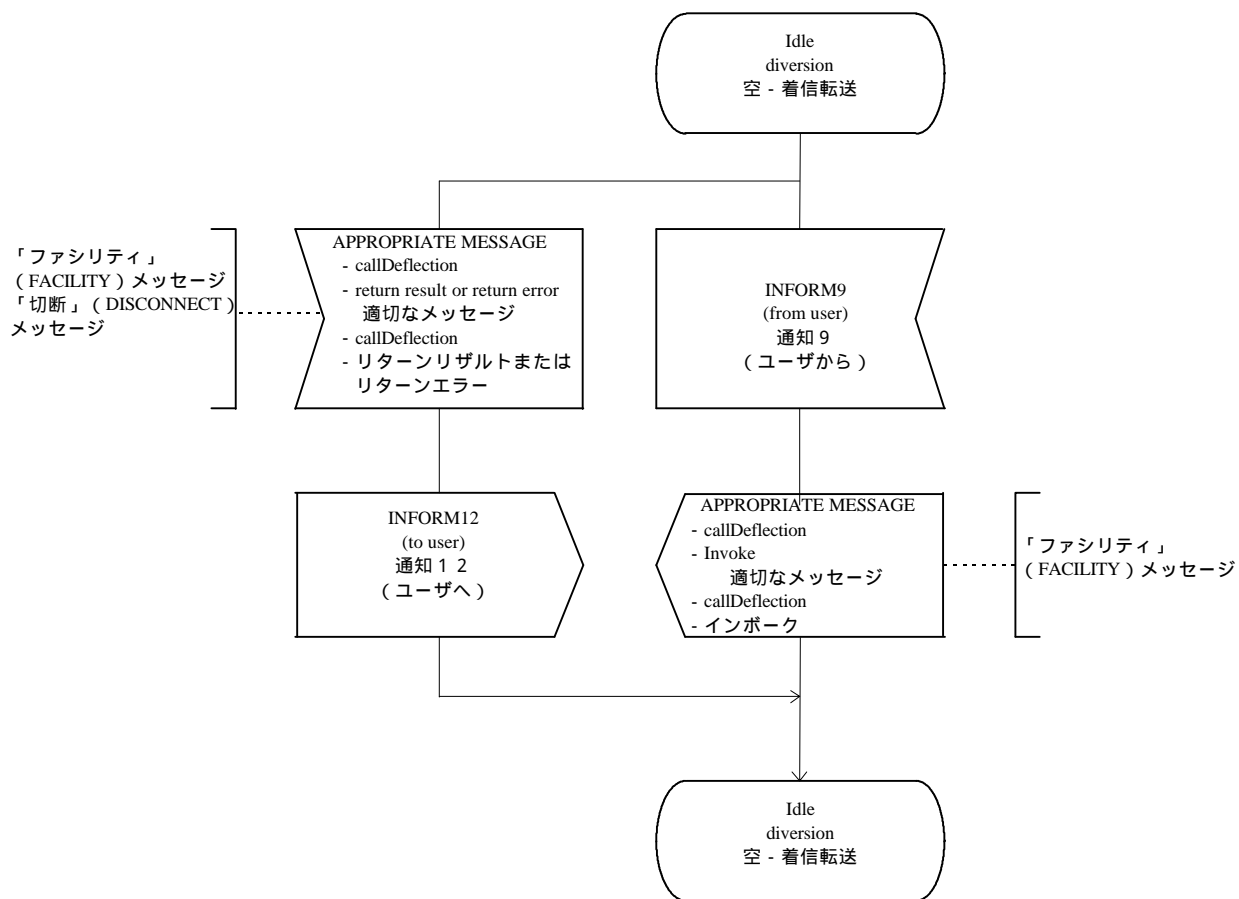 Idle
diversion
空 - 着信転送
「ファシリティ」
(FACILITY)メッセージ
「切断」(DISCONNECT)
メッセージ
APPROPRIATE MESSAGE
- callDeflection
- return result or return error
適切なメッセージ
- callDeflection
- リターンリザルトまたは
リターンエラー
INFORM9
(from user)
通知9
(ユーザから)
INFORM12
(to user)
通知12
(ユーザへ)
APPROPRIATE MESSAGE
- callDeflection
- Invoke
適切なメッセージ
- callDeflection
- インボーク
「ファシリティ」
(FACILITY)メッセージ
Idle
diversion
空 - 着信転送